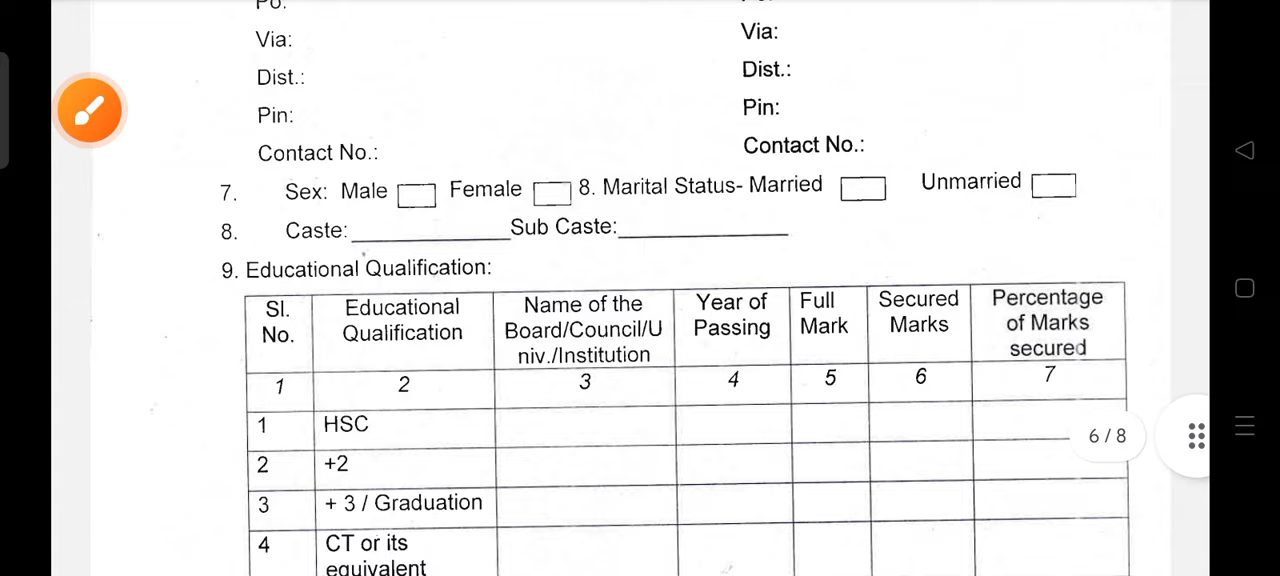 Via:
Via:
Dist.:
Dist.:
Pin:
Pin:
Contact No.:
Contact No.:
7. Sex: Male Female 8. Marital Status- Married Unmarried
8. Caste: Sub Caste:
9. Educational Qualification:
Sl. No. Educational Qualification Name of the Board/Council/Univ./Institution Year of Passing Full Mark Secured Marks Percentage of Marks secured
1 2 3 4 5 6 7
1 HSC
6 / 8
2 +2
3 + 3 / Graduation
4 CT or its
equivalent